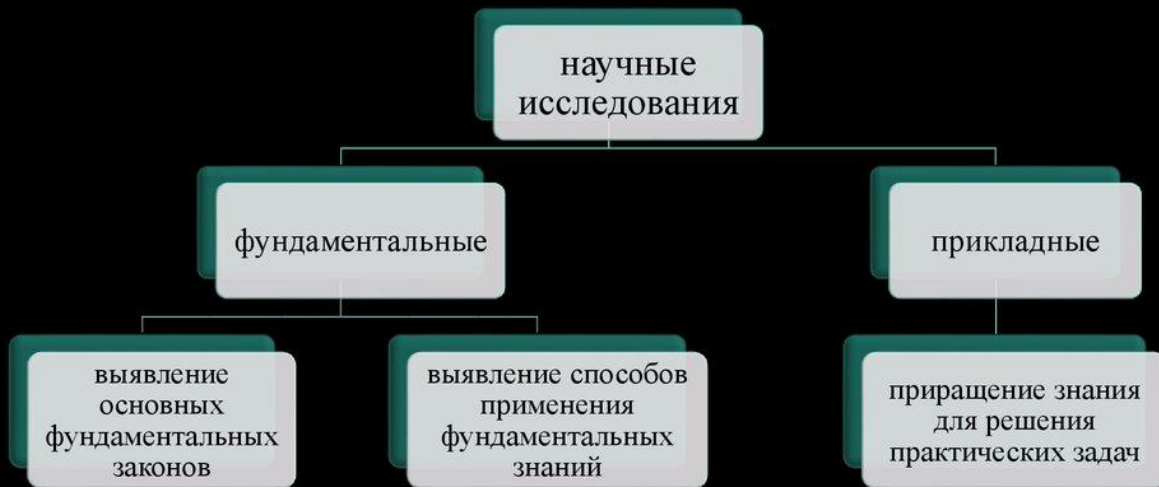 научные
исследования
фундаментальные
прикладные
выявление
основных
фундаментальных
законов
выявление способов
применения
фундаментальных
знаний
приращение знания
для решения
практических задач